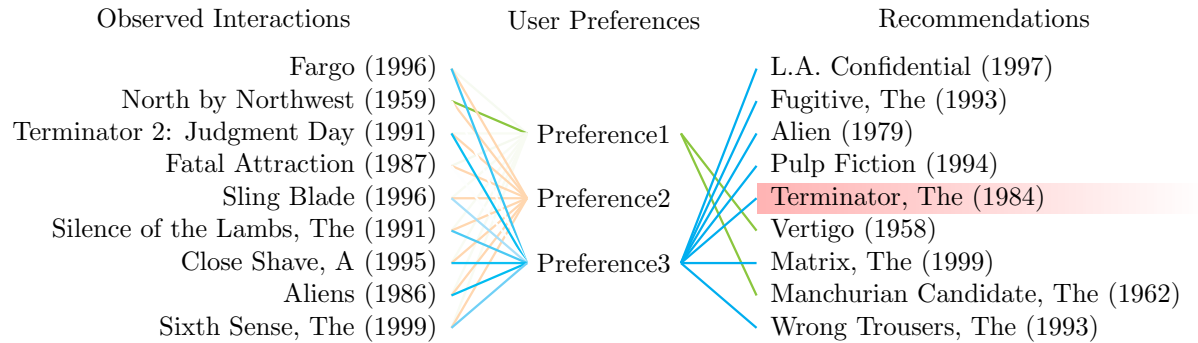 Observed Interactions
User Preferences
Recommendations
Fargo (1996)
North by Northwest (1959)
Terminator 2: Judgment Day (1991)
Fatal Attraction (1987)
Sling Blade (1996)
Silence of the Lambs, The (1991)
Close Shave, A (1995)
Aliens (1986)
Sixth Sense, The (1999)
Preference1
Preference2
Preference3
L.A. Confidential (1997)
Fugitive, The (1993)
Alien (1979)
Pulp Fiction (1994)
Terminator, The (1984)
Vertigo (1958)
Matrix, The (1999)
Manchurian Candidate, The (1962)
Wrong Trousers, The (1993)